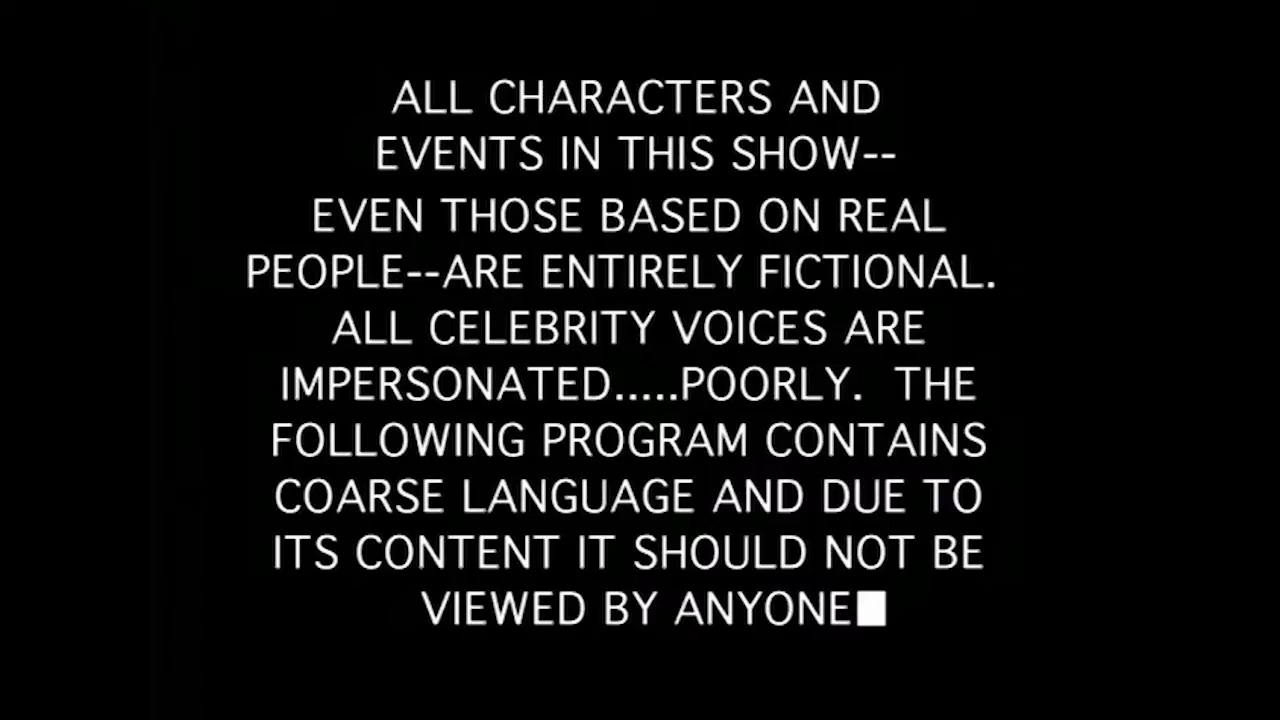 ALL CHARACTERS AND
EVENTS IN THIS SHOW--
EVEN THOSE BASED ON REAL
PEOPLE--ARE ENTIRELY FICTIONAL.
ALL CELEBRITY VOICES ARE
IMPERSONATED.....POORLY.  THE
FOLLOWING PROGRAM CONTAINS
COARSE LANGUAGE AND DUE TO
ITS CONTENT IT SHOULD NOT BE
VIEWED BY ANYONE■